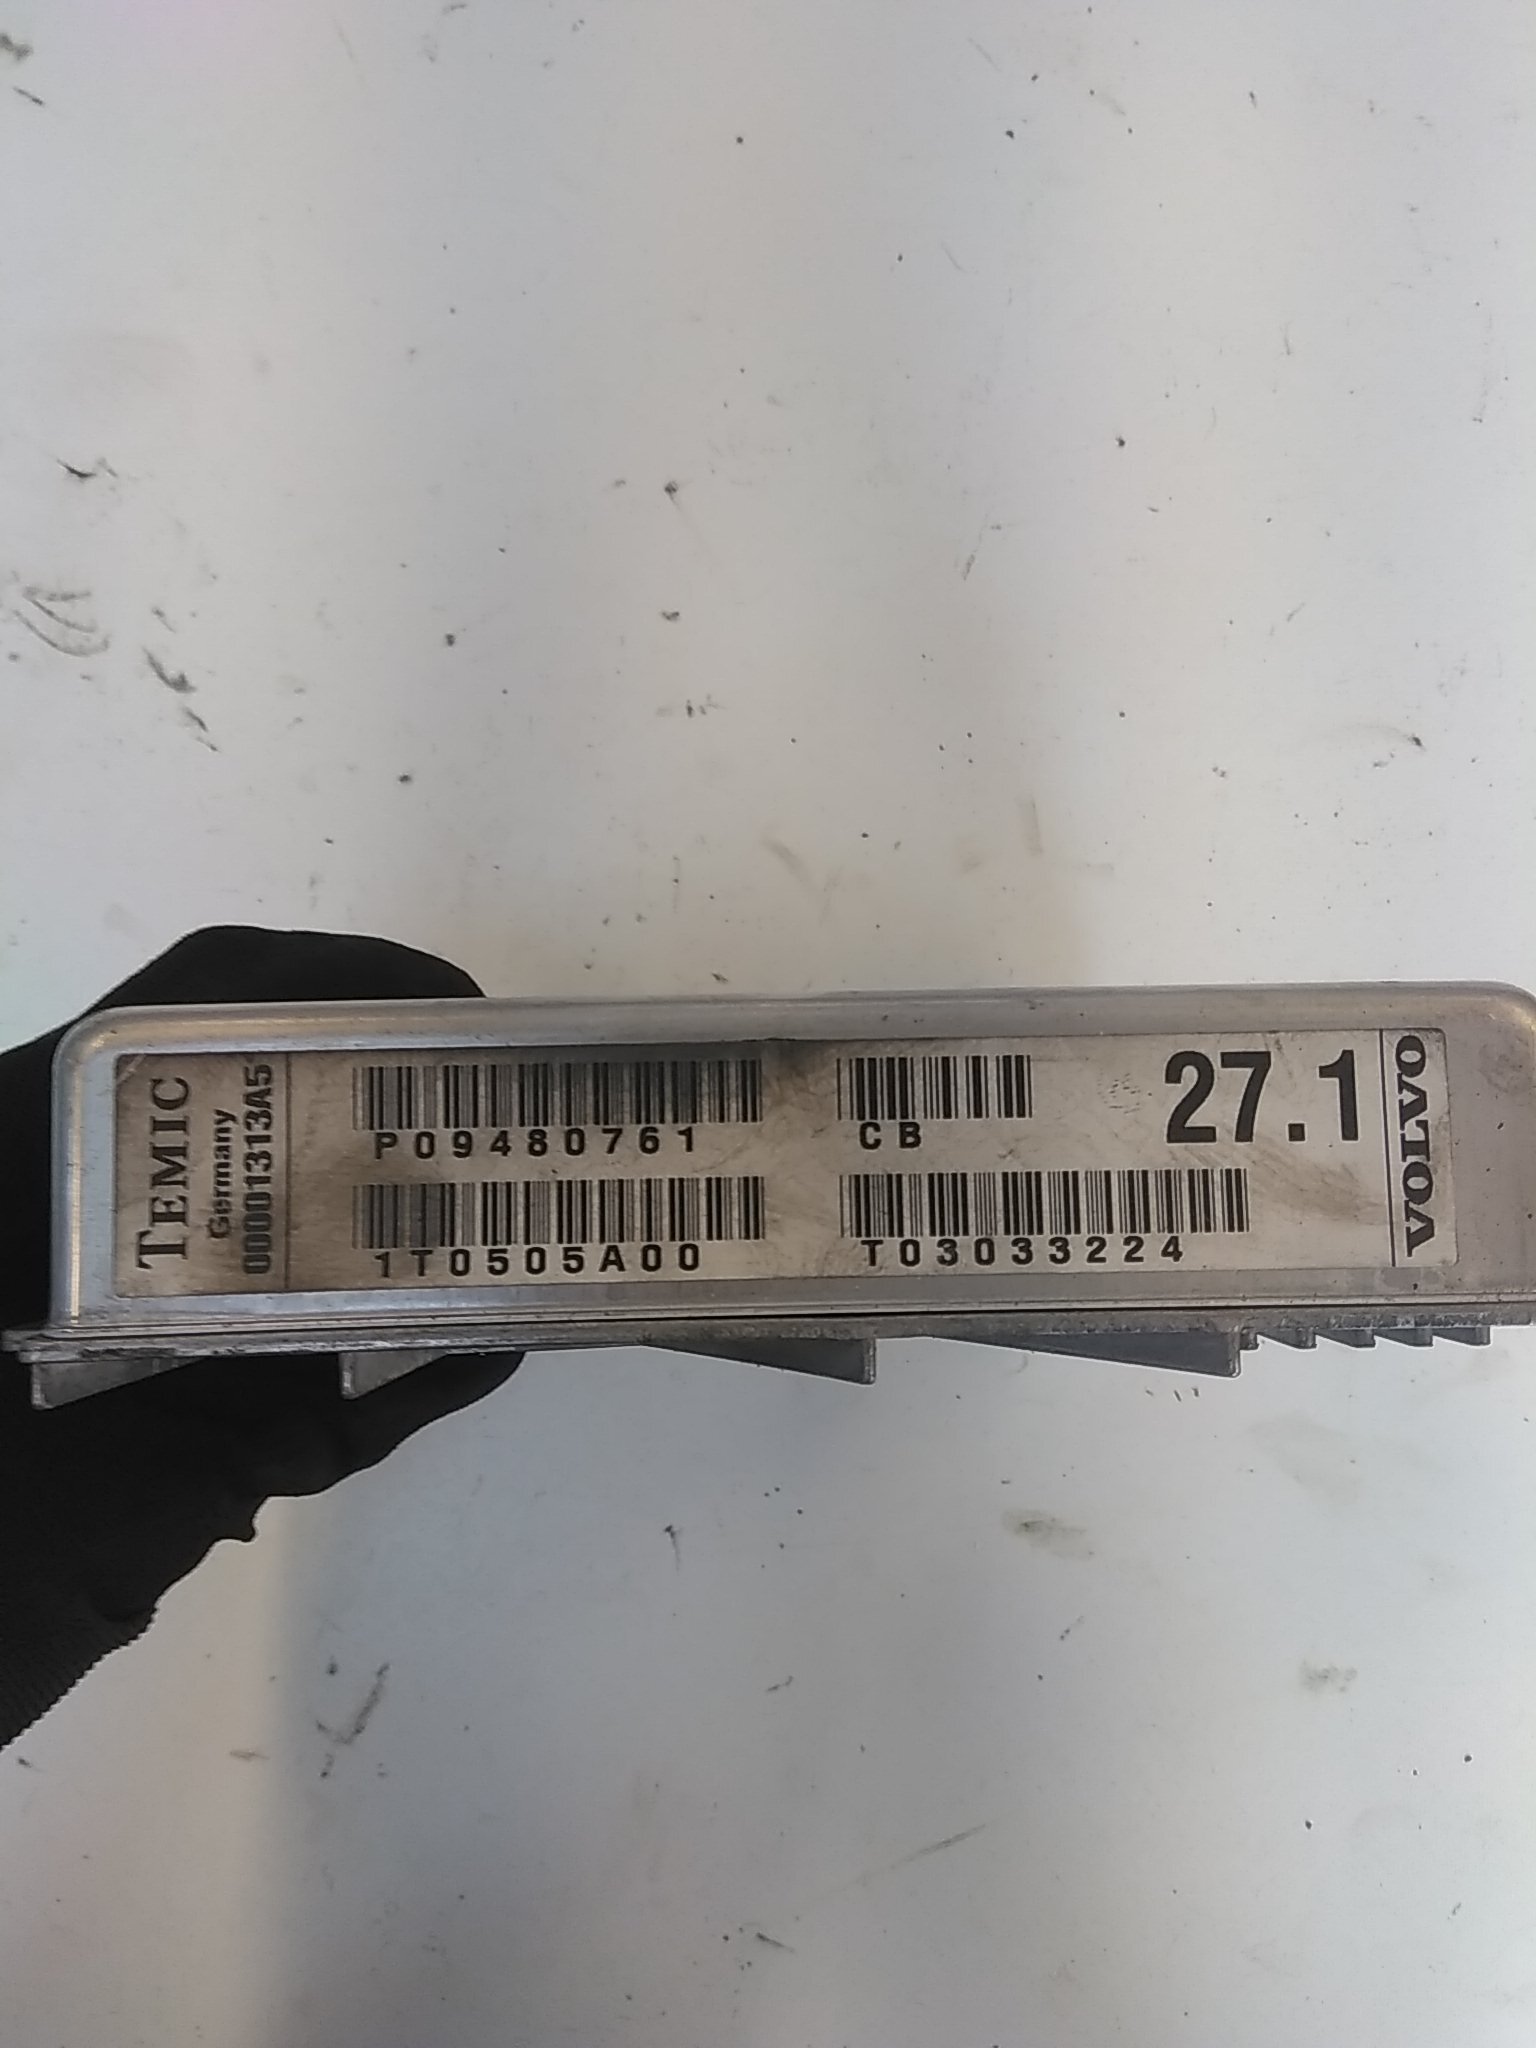 TEMIC
Germany
00001313A5
P09480761
CB
27.1
1T0505A00
T03033224
VOLVO